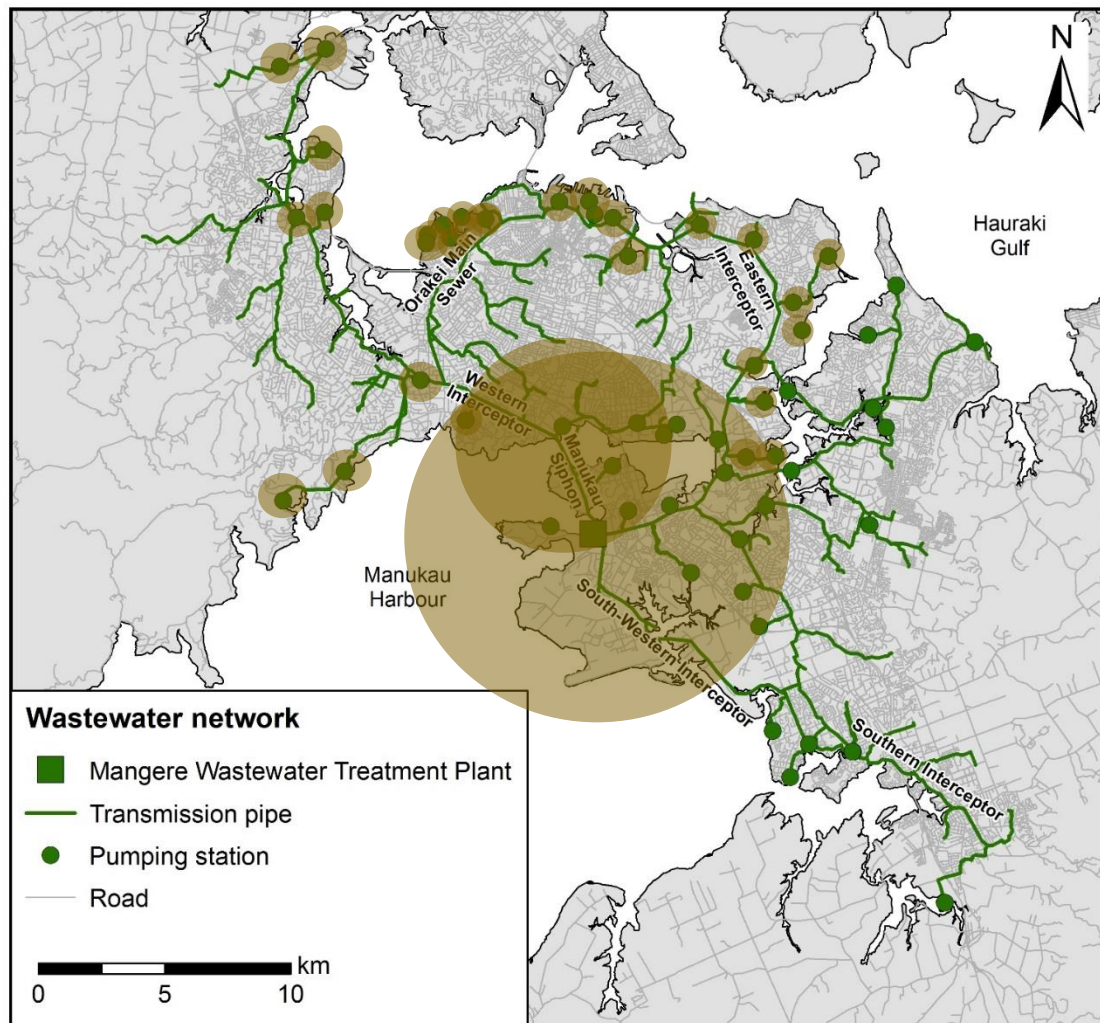 N
Hauraki
Gulf
Orakei Main
Sewer
Eastern
Interceptor
Western
Interceptor
Manukau
Siphon
Manukau
Harbour
South-Western Interceptor
Southern Interceptor
Wastewater network
Mangere Wastewater Treatment Plant
Transmission pipe
Pumping station
Road
km
0 5 10